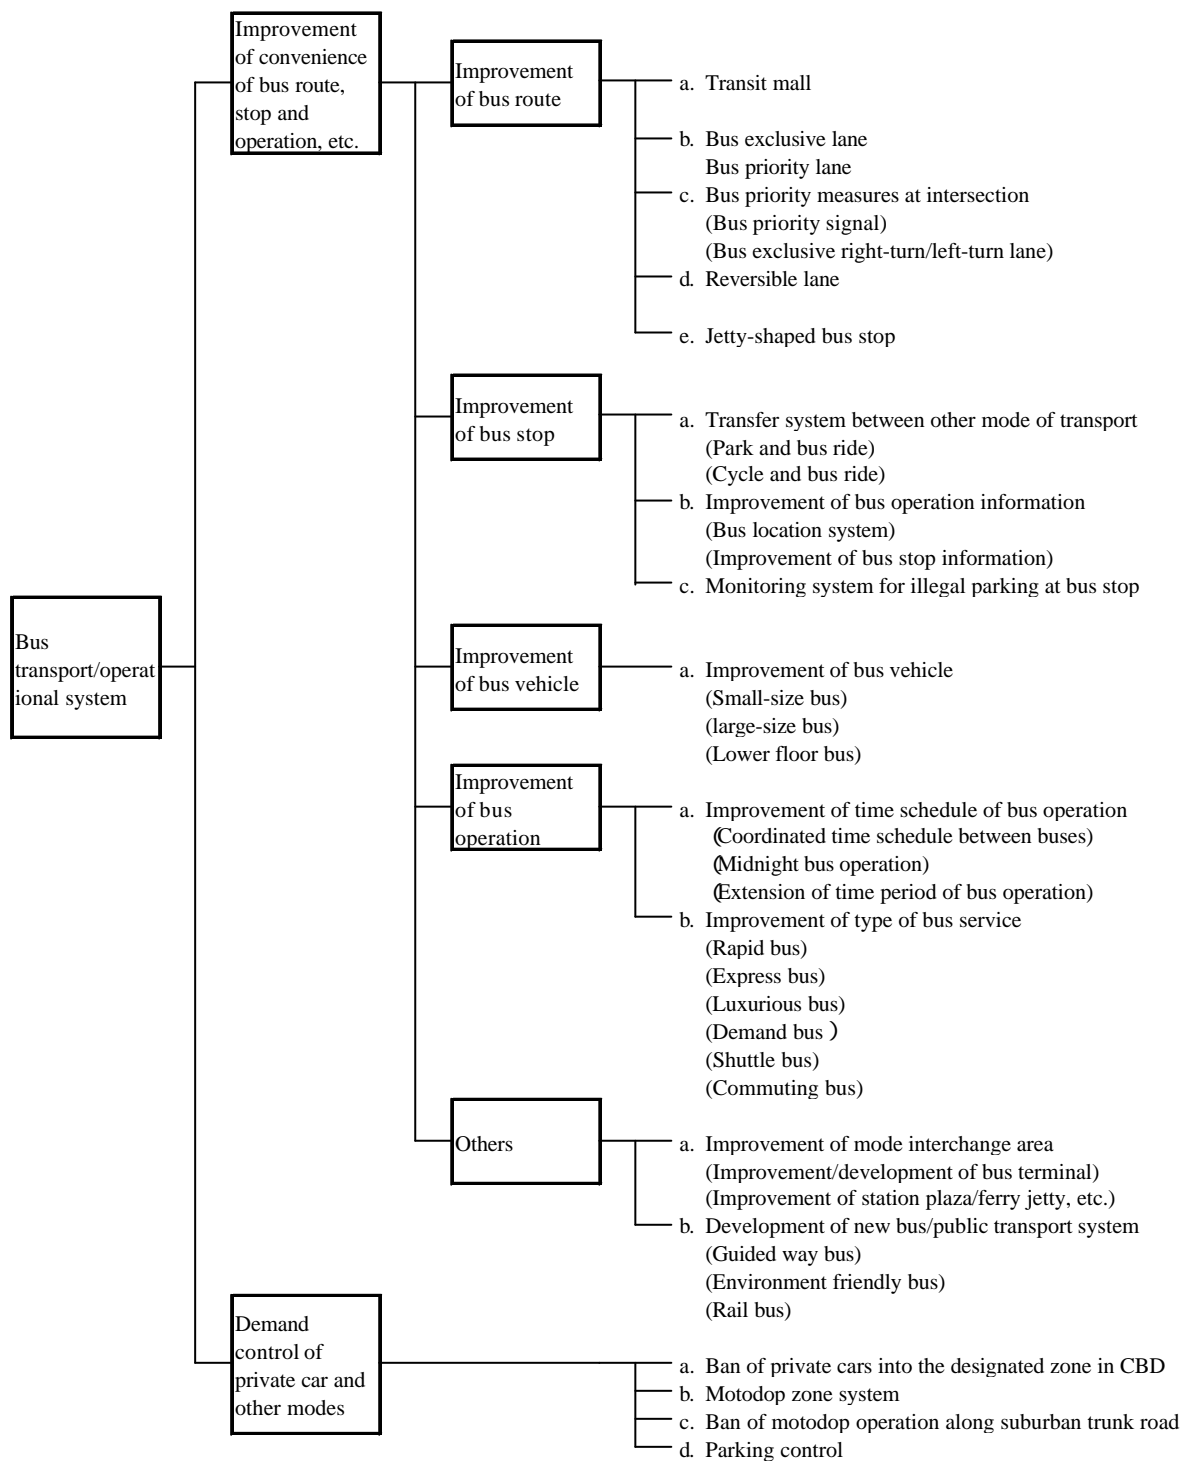 Improvement
of convenience
of bus route,
stop and
operation, etc.
Improvement
of bus route
a. Transit mall
b. Bus exclusive lane
Bus priority lane
c. Bus priority measures at intersection
(Bus priority signal)
(Bus exclusive right-turn/left-turn lane)
d. Reversible lane
e. Jetty-shaped bus stop
Improvement
of bus stop
a. Transfer system between other mode of transport
(Park and bus ride)
(Cycle and bus ride)
b. Improvement of bus operation information
(Bus location system)
(Improvement of bus stop information)
c. Monitoring system for illegal parking at bus stop
Bus
transport/operat
ional system
Improvement
of bus vehicle
a. Improvement of bus vehicle
(Small-size bus)
(large-size bus)
(Lower floor bus)
Improvement
of bus
operation
a. Improvement of time schedule of bus operation
(Coordinated time schedule between buses)
(Midnight bus operation)
(Extension of time period of bus operation)
b. Improvement of type of bus service
(Rapid bus)
(Express bus)
(Luxurious bus)
(Demand bus )
(Shuttle bus)
(Commuting bus)
Others
a. Improvement of mode interchange area
(Improvement/development of bus terminal)
(Improvement of station plaza/ferry jetty, etc.)
b. Development of new bus/public transport system
(Guided way bus)
(Environment friendly bus)
(Rail bus)
Demand
control of
private car and
other modes
a. Ban of private cars into the designated zone in CBD
b. Motodop zone system
c. Ban of motodop operation along suburban trunk road
d. Parking control